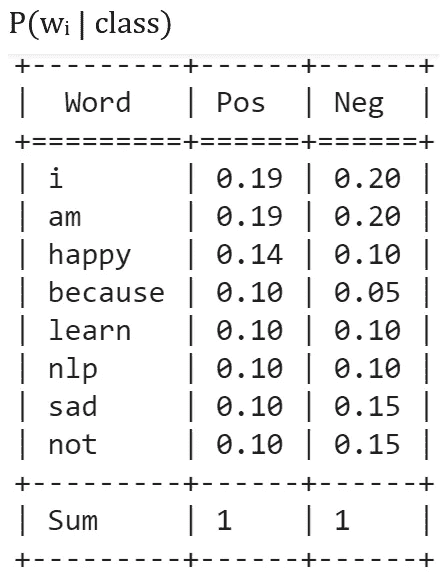 P(wᵢ | class)
+---------+------+------+
| Word | Pos | Neg |
+=========+======+======+
| i | 0.19 | 0.20 |
| am | 0.19 | 0.20 |
| happy | 0.14 | 0.10 |
| because | 0.10 | 0.05 |
| learn | 0.10 | 0.10 |
| nlp | 0.10 | 0.10 |
| sad | 0.10 | 0.15 |
| not | 0.10 | 0.15 |
+---------+------+------+
| Sum | 1 | 1 |
+---------+------+------+